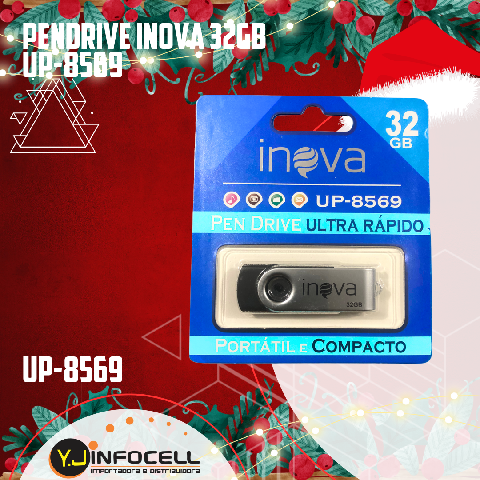 PENDRIVE INOVA 32GB
UP-8569
32
GB
inova
UP-8569
PEN DRIVE ULTRA RÁPIDO
inova
32GB
PORTÁTIL E COMPACTO
UP-8569
Y.J INFOCELL
importadora e distribuidora